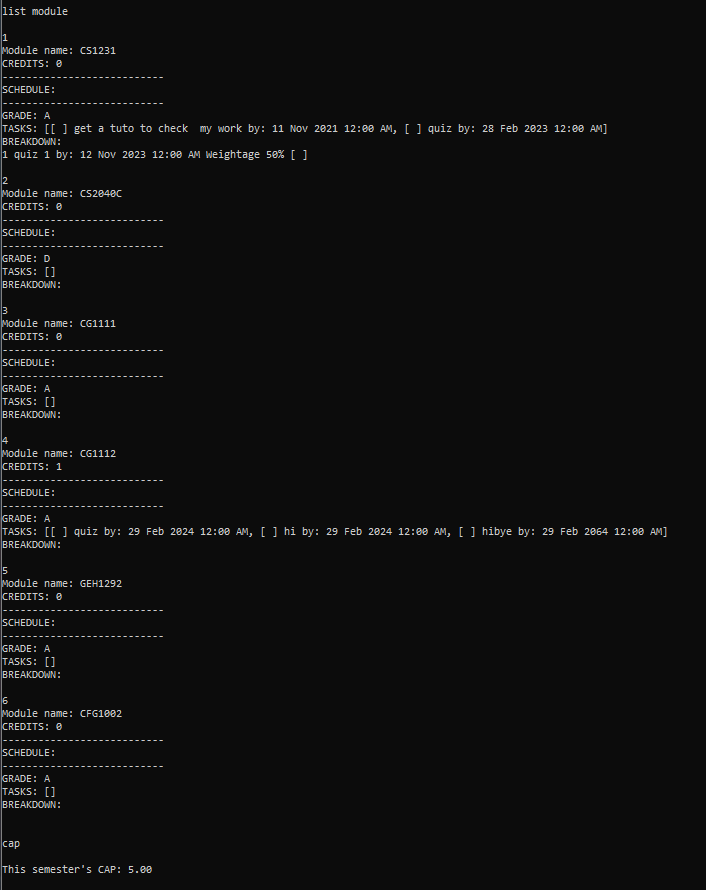 list module
1
Module name: CS1231
CREDITS: 0
---------------------------
SCHEDULE:
---------------------------
GRADE: A
TASKS: [[ ] get a tuto to check  my work by: 11 Nov 2021 12:00 AM, [ ] quiz by: 28 Feb 2023 12:00 AM]
BREAKDOWN:
1 quiz 1 by: 12 Nov 2023 12:00 AM Weightage 50% [ ]
2
Module name: CS2040C
CREDITS: 0
---------------------------
SCHEDULE:
---------------------------
GRADE: D
TASKS: []
BREAKDOWN:
3
Module name: CG1111
CREDITS: 0
---------------------------
SCHEDULE:
---------------------------
GRADE: A
TASKS: []
BREAKDOWN:
4
Module name: CG1112
CREDITS: 1
---------------------------
SCHEDULE:
---------------------------
GRADE: A
TASKS: [[ ] quiz by: 29 Feb 2024 12:00 AM, [ ] hi by: 29 Feb 2024 12:00 AM, [ ] hibye by: 29 Feb 2064 12:00 AM]
BREAKDOWN:
5
Module name: GEH1292
CREDITS: 0
---------------------------
SCHEDULE:
---------------------------
GRADE: A
TASKS: []
BREAKDOWN:
6
Module name: CFG1002
CREDITS: 0
---------------------------
SCHEDULE:
---------------------------
GRADE: A
TASKS: []
BREAKDOWN:
cap
This semester's CAP: 5.00